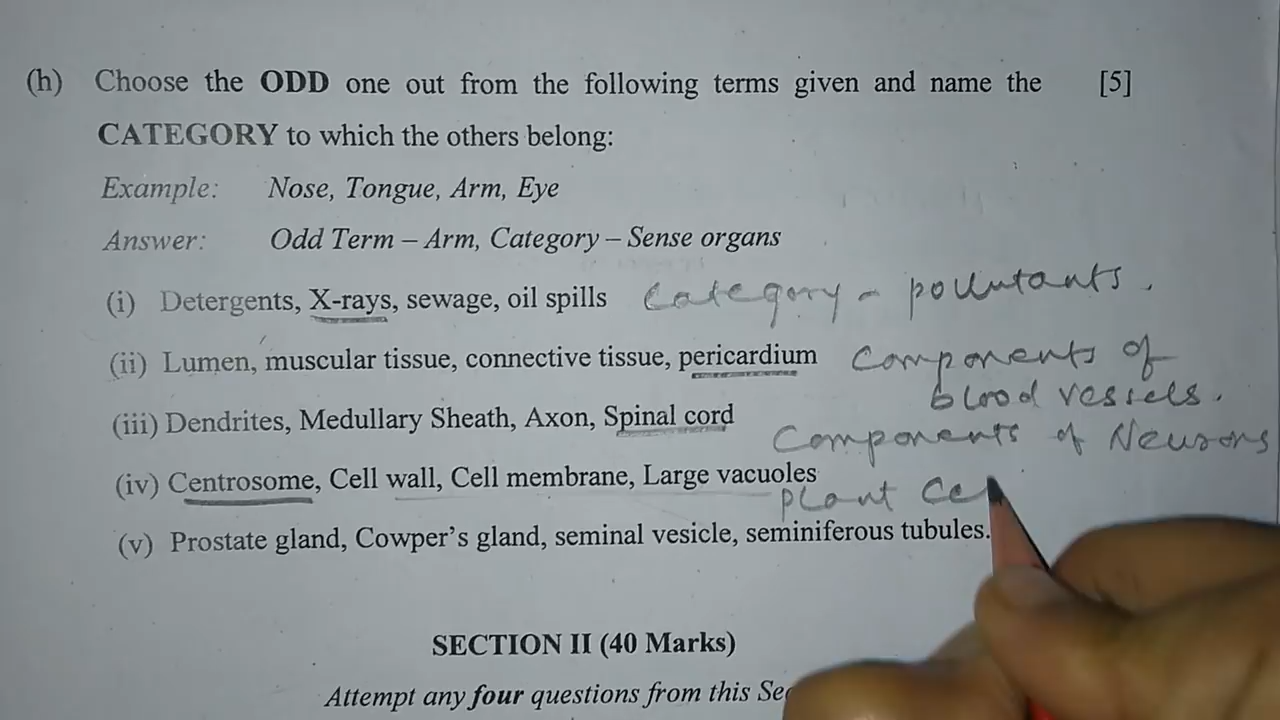 (h) Choose the ODD one out from the following terms given and name the [5]
CATEGORY to which the others belong:
Example: Nose, Tongue, Arm, Eye
Answer: Odd Term – Arm, Category – Sense organs
(i) Detergents, X-rays, sewage, oil spills Category - pollutants.
(ii) Lumen, muscular tissue, connective tissue, pericardium Components of
blood vessels.
(iii) Dendrites, Medullary Sheath, Axon, Spinal cord
Components of Neurons
(iv) Centrosome, Cell wall, Cell membrane, Large vacuoles
plant Ce
(v) Prostate gland, Cowper's gland, seminal vesicle, seminiferous tubules.
SECTION II (40 Marks)
Attempt any four questions from this Sec